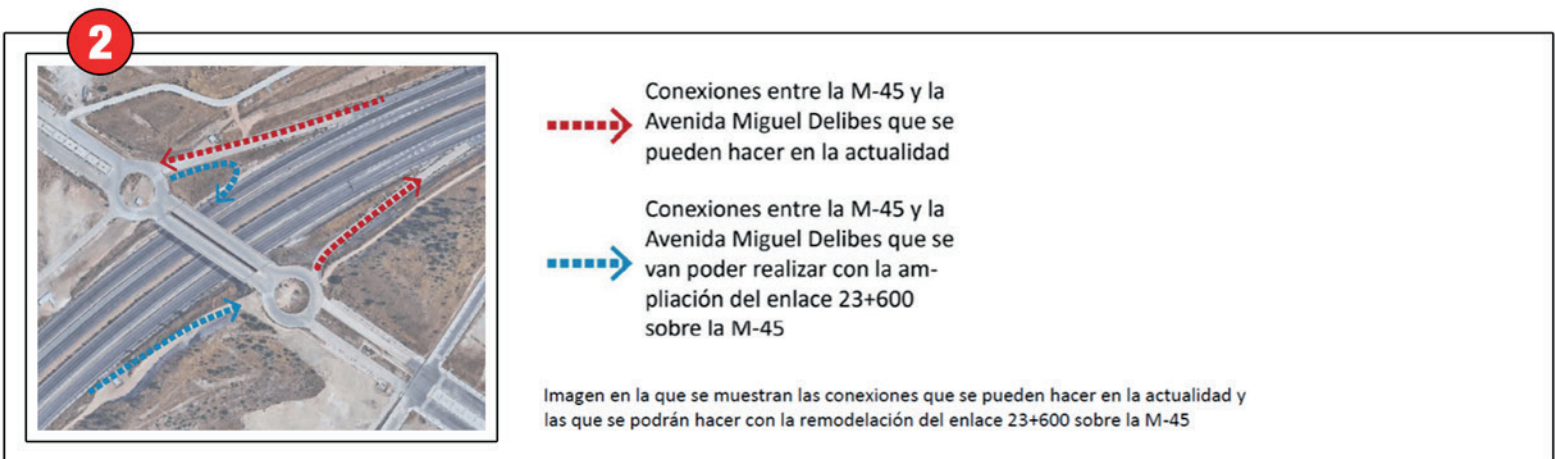 2
Conexiones entre la M-45 y la
Avenida Miguel Delibes que se
pueden hacer en la actualidad
Conexiones entre la M-45 y la
Avenida Miguel Delibes que se
van poder realizar con la am-
pliación del enlace 23+600
sobre la M-45
Imagen en la que se muestran las conexiones que se pueden hacer en la actualidad y
las que se podrán hacer con la remodelación del enlace 23+600 sobre la M-45